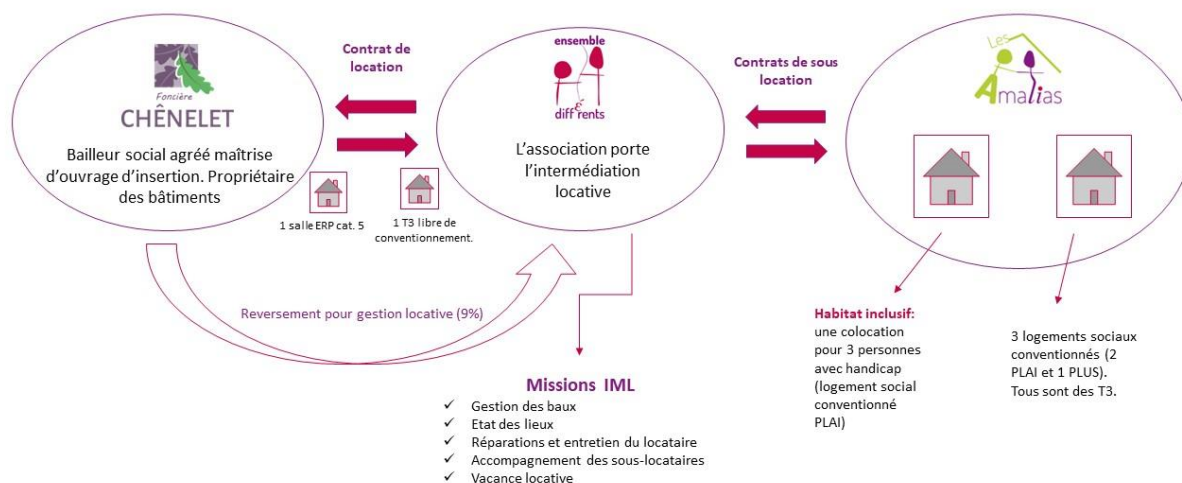 Foncière
CHÊNELET
Bailleur social agréé maîtrise
d'ouvrage d'insertion. Propriétaire
des bâtiments
Contrat de
location
1 salle ERP cat. 5
1 T3 libre de
conventionnement.
ensemble
&
différents
L'association porte
l'intermédiation
locative
Contrats de sous
location
Les
Amalias
Reversement pour gestion locative (9%)
Missions IML
✓ Gestion des baux
✓ Etat des lieux
✓ Réparations et entretien du locataire
✓ Accompagnement des sous-locataires
✓ Vacance locative
Habitat inclusif:
une colocation
pour 3 personnes
avec handicap
(logement social
conventionné
PLAI)
3 logements sociaux
conventionnés (2
PLAI et 1 PLUS).
Tous sont des T3.